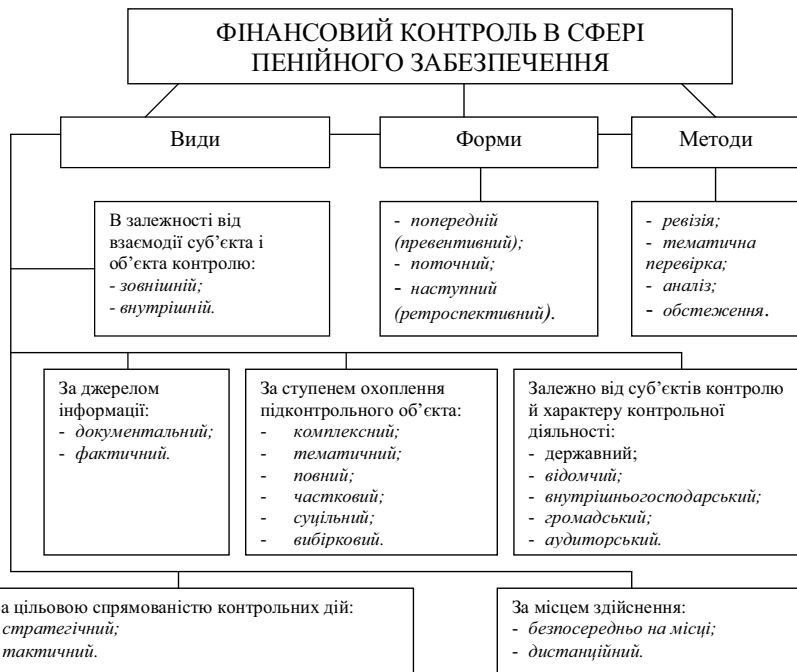 ФІНАНСОВИЙ КОНТРОЛЬ В СФЕРІ
ПЕНІЙНОГО ЗАБЕЗПЕЧЕННЯ
Види
Форми
Методи
В залежності від
взаємодії суб’єкта і
об’єкта контролю:
- зовнішній;
- внутрішній.
- попередній
(превентивний);
- поточний;
- наступний
(ретроспективний).
- ревізія;
- тематична
перевірка;
- аналіз;
- обстеження.
За джерелом
інформації:
- документальний;
- фактичний.
За ступенем охоплення
підконтрольного об’єкта:
- комплексний;
- тематичний;
- повний;
- частковий;
- суцільний;
- вибірковий.
Залежно від суб’єктів контролю
й характеру контрольної
діяльності:
- державний;
- відомчий;
- внутрішньогосподарський;
- громадський;
- аудиторський.
а цільовою спрямованістю контрольних дій:
стратегічний;
тактичний.
За місцем здійснення:
- безпосередньо на місці;
- дистанційний.